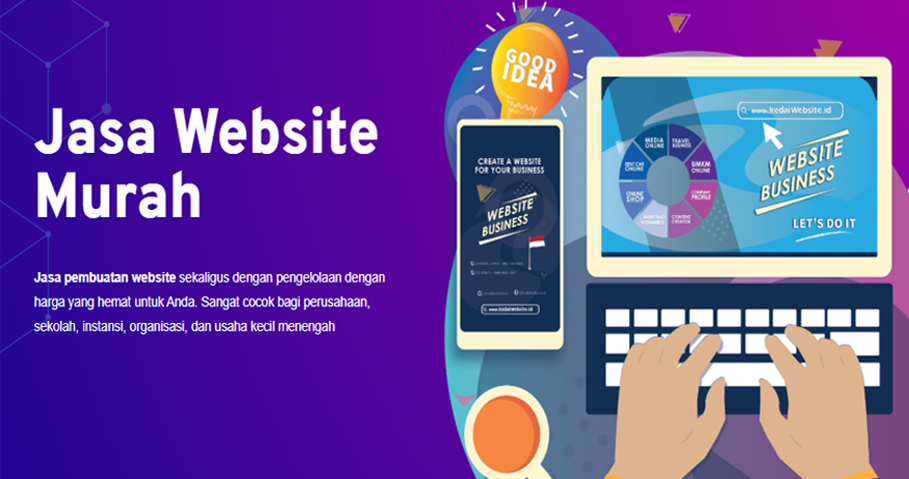 Jasa Website
Murah
Jasa pembuatan website sekaligus dengan pengelolaan dengan
harga yang hemat untuk Anda. Sangat cocok bagi perusahaan,
sekolah, instansi, organisasi, dan usaha kecil menengah
GOOD
IDEA
CREATE A WEBSITE
FOR YOUR BUSINESS
WEBSITE
BUSINESS
www.kedaiwebsite.id
www.kedaiwebsite.id
MEDIA
ONLINE
TRAVEL
BUSINESS
UMKM
ONLINE
COMPANY
PROFILE
CONTENT
CREATOR
ONLINE
SHOP
RENT CAR
ONLINE
WEBSITE
BUSINESS
LET'S DO IT